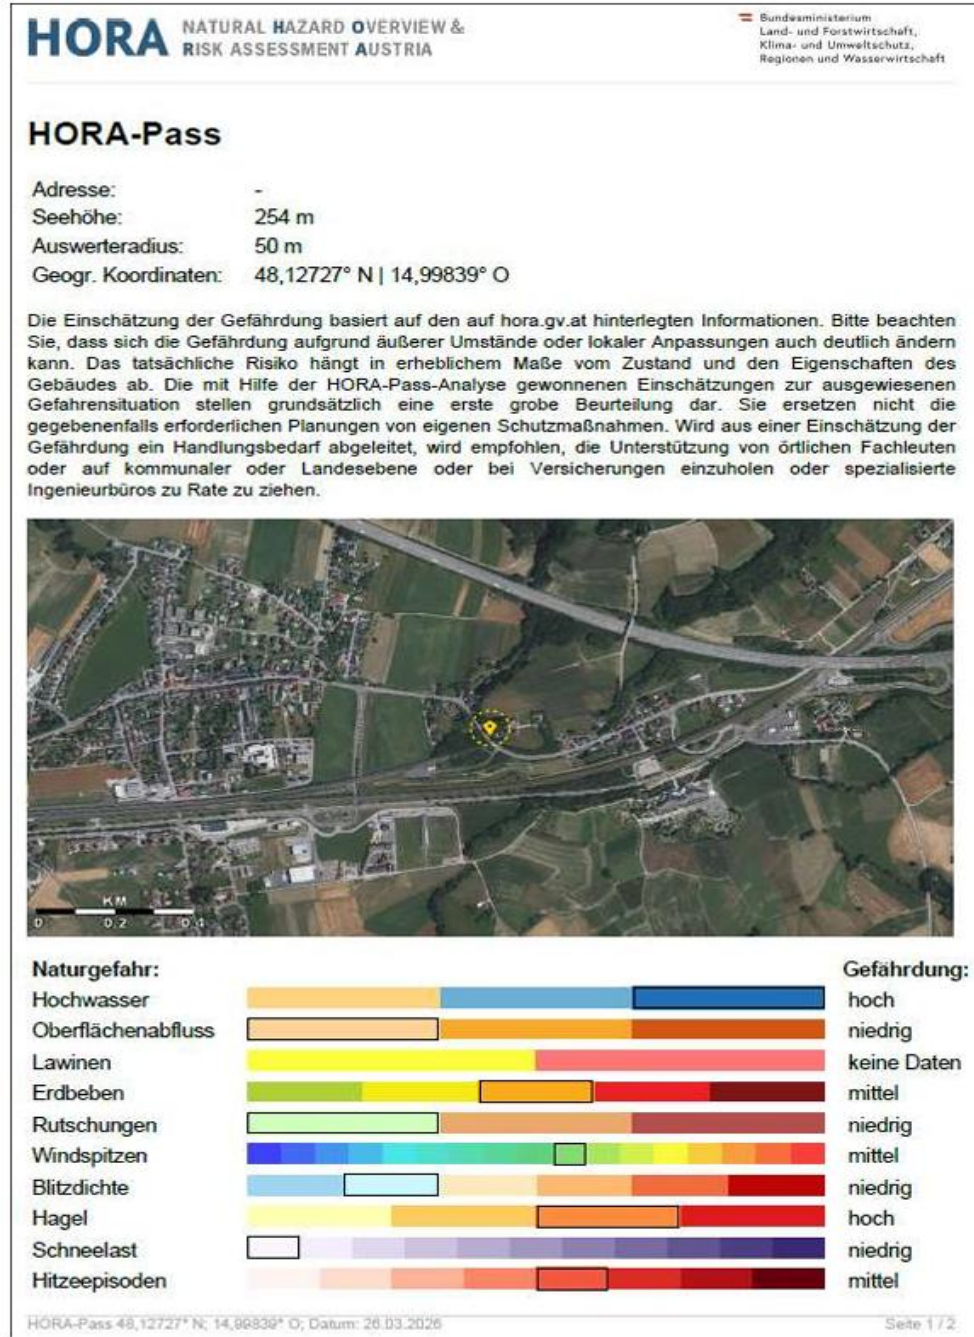 HORA NATURAL HAZARD OVERVIEW &
RISK ASSESSMENT AUSTRIA
Bundesministerium
Land- und Forstwirtschaft,
Klima- und Umweltschutz,
Regionen und Wasserwirtschaft
HORA-Pass
Adresse: -
Seehöhe: 254 m
Auswerteradius: 50 m
Geogr. Koordinaten: 48,12727° N | 14,99839° O
Die Einschätzung der Gefährdung basiert auf den auf hora.gv.at hinterlegten Informationen. Bitte beachten
Sie, dass sich die Gefährdung aufgrund äußerer Umstände oder lokaler Anpassungen auch deutlich ändern
kann. Das tatsächliche Risiko hängt in erheblichem Maße vom Zustand und den Eigenschaften des
Gebäudes ab. Die mit Hilfe der HORA-Pass-Analyse gewonnenen Einschätzungen zur ausgewiesenen
Gefahrensituation stellen grundsätzlich eine erste grobe Beurteilung dar. Sie ersetzen nicht die
gegebenenfalls erforderlichen Planungen von eigenen Schutzmaßnahmen. Wird aus einer Einschätzung der
Gefährdung ein Handlungsbedarf abgeleitet, wird empfohlen, die Unterstützung von örtlichen Fachleuten
oder auf kommunaler oder Landesebene oder bei Versicherungen einzuholen oder spezialisierte
Ingenieurbüros zu Rate zu ziehen.
KM
0 0.2 0.4
Naturgefahr: Gefährdung:
Hochwasser hoch
Oberflächenabfluss niedrig
Lawinen keine Daten
Erdbeben mittel
Rutschungen niedrig
Windspitzen mittel
Blitzdichte niedrig
Hagel hoch
Schneelast niedrig
Hitzeepisoden mittel
HORA-Pass 48,12727° N; 14,99839° O; Datum: 26.03.2026 Seite 1 / 2